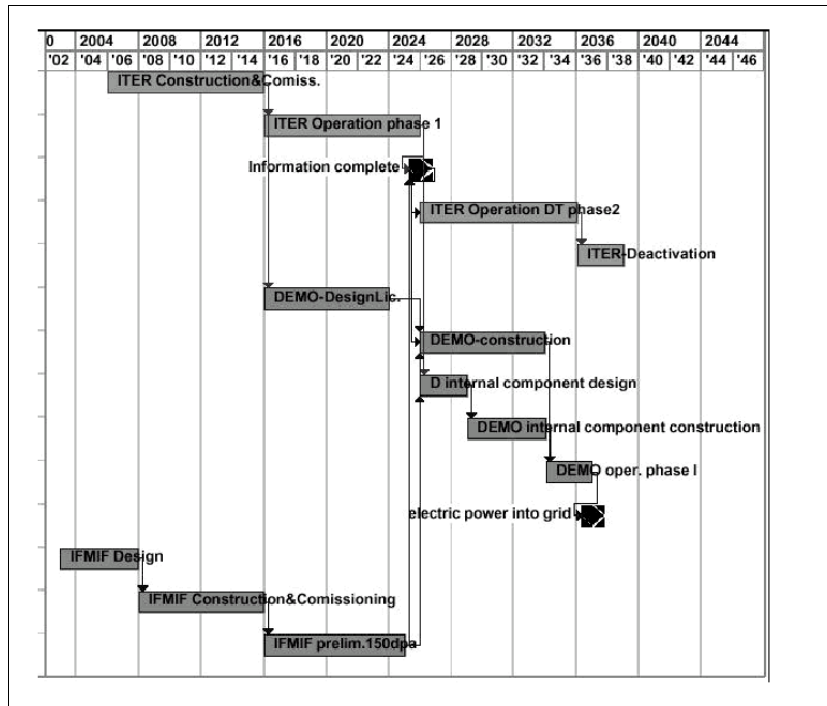 0 2004 2008 2012 2016 2020 2024 2028 2032 2036 2040 2044
'02 '04 '06 '08 '10 '12 '14 '16 '18 '20 '22 '24 '26 '28 '30 '32 '34 '36 '38 '40 '42 '44 '46
ITER Construction&Comiss.
ITER Operation phase 1
Information complete
ITER Operation DT phase2
ITER-Deactivation
DEMO-DesignLic.
DEMO-construction
D internal component design
DEMO internal component construction
DEMO oper. phase I
electric power into grid
IFMIF Design
IFMIF Construction&Comissioning
IFMIF prelim.150dpa